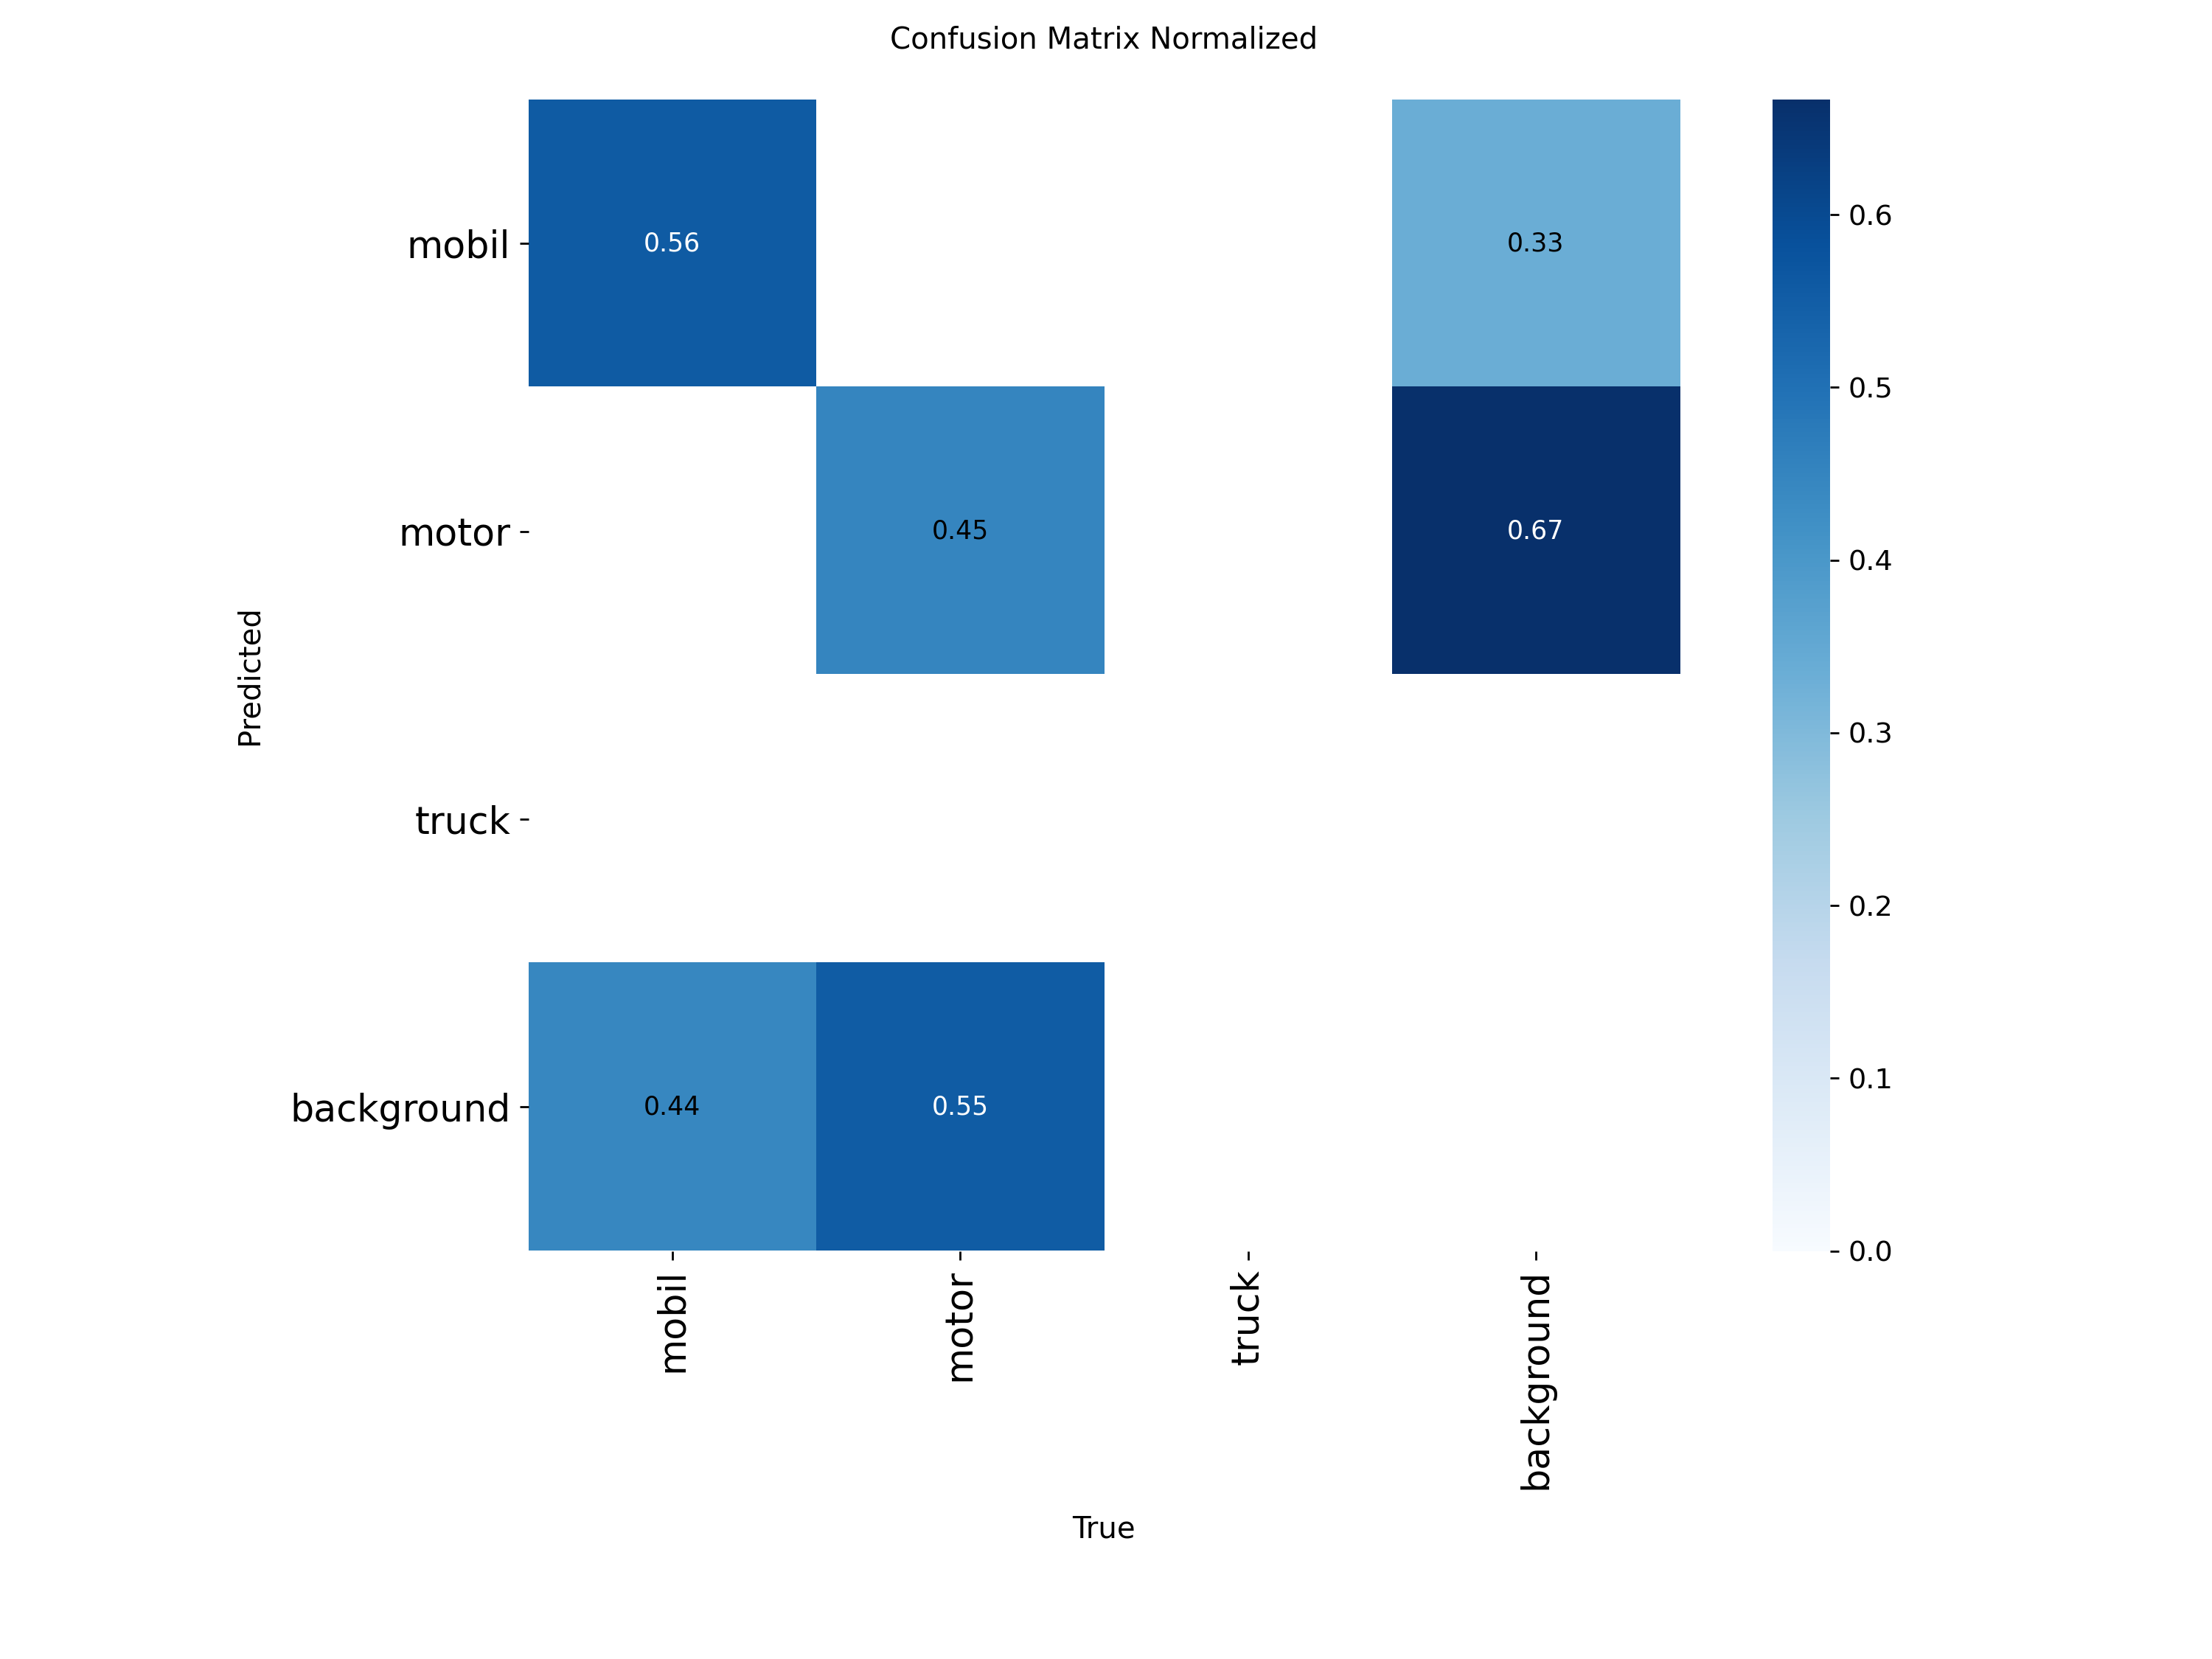 Confusion Matrix Normalized
mobil
0.56
0.33
0.6
0.5
motor
0.45
0.67
0.4
Predicted
0.3
truck
0.2
background
0.44
0.55
0.1
0.0
mobil
motor
truck
background
True